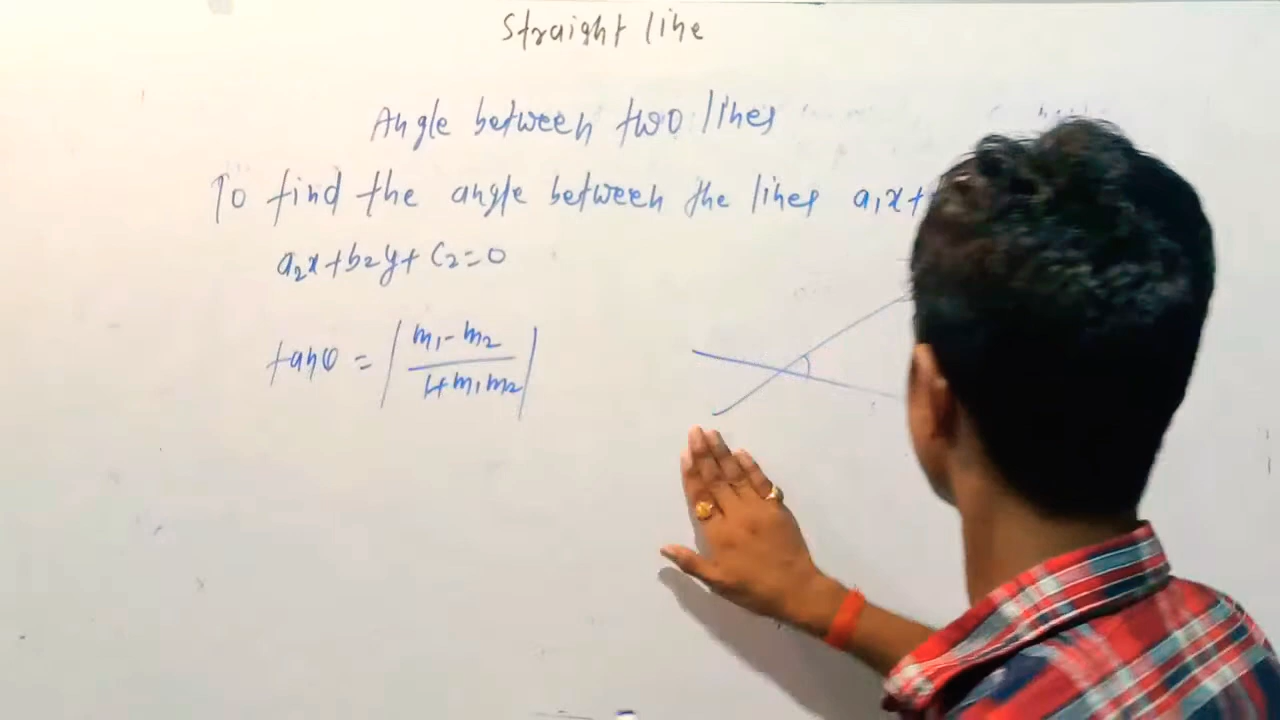 Straight line
Angle between two lines
To find the angle between the lines a₁x+
a₂x+b₂y+c₂=0
tanθ = | m₁-m₂ / 1+m₁m₂ |